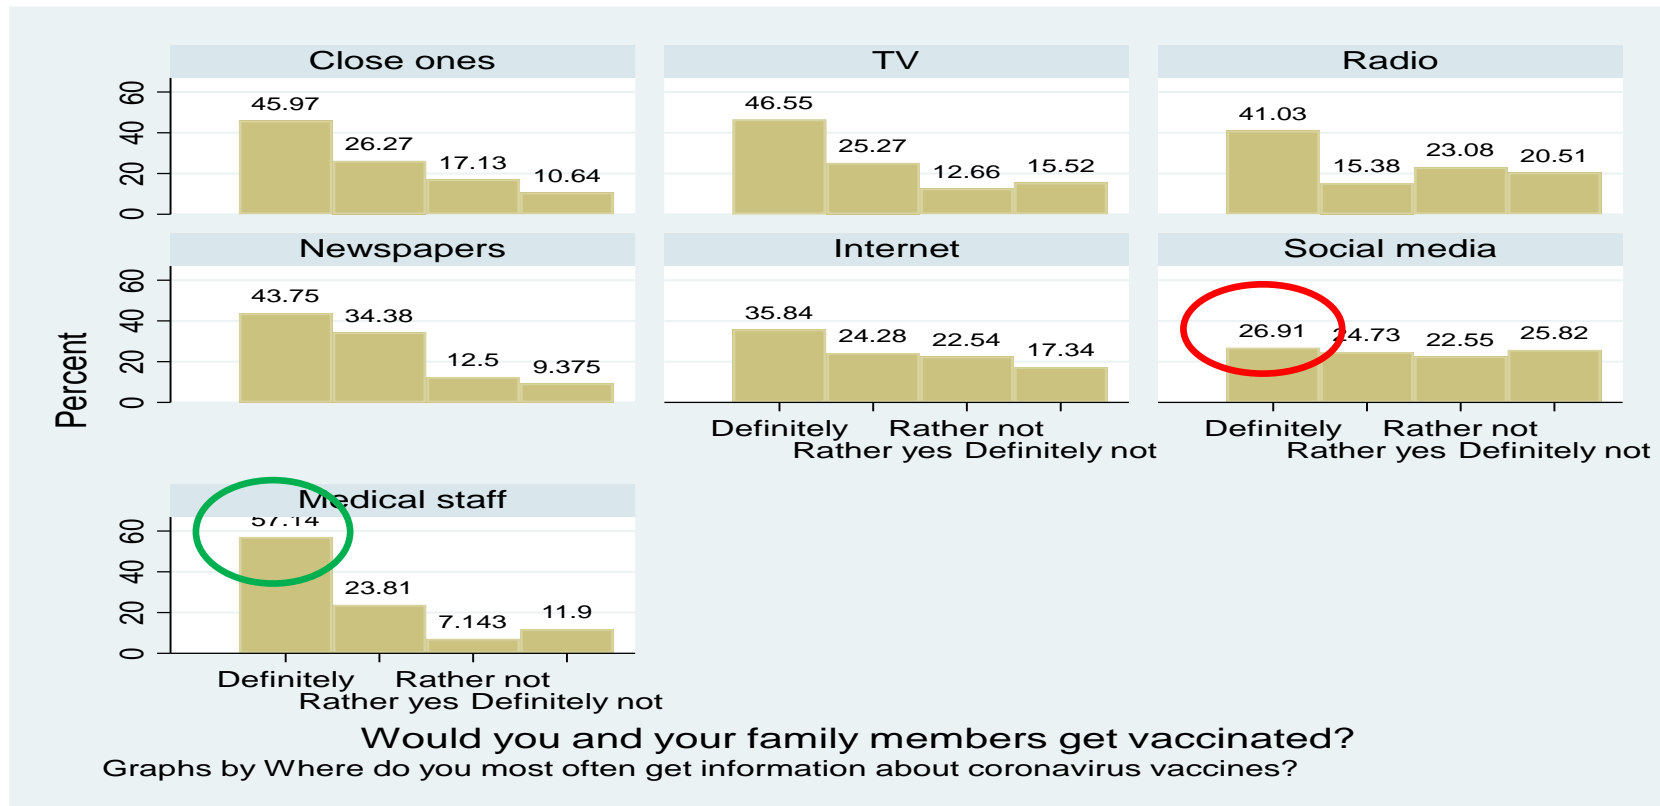 Close ones TV Radio
60 40 20 0
45.97 26.27 17.13 10.64
46.55 25.27 12.66 15.52
41.03 15.38 23.08 20.51
Newspapers Internet Social media
60 40 20 0
43.75 34.38 12.5 9.375
35.84 24.28 22.54 17.34
26.91 24.73 22.55 25.82
Percent
Definitely Rather not Definitely Rather not
Rather yes Definitely not Rather yes Definitely not
Medical staff
60 40 20 0
57.14 23.81 7.143 11.9
Definitely Rather not
Rather yes Definitely not
Would you and your family members get vaccinated?
Graphs by Where do you most often get information about coronavirus vaccines?